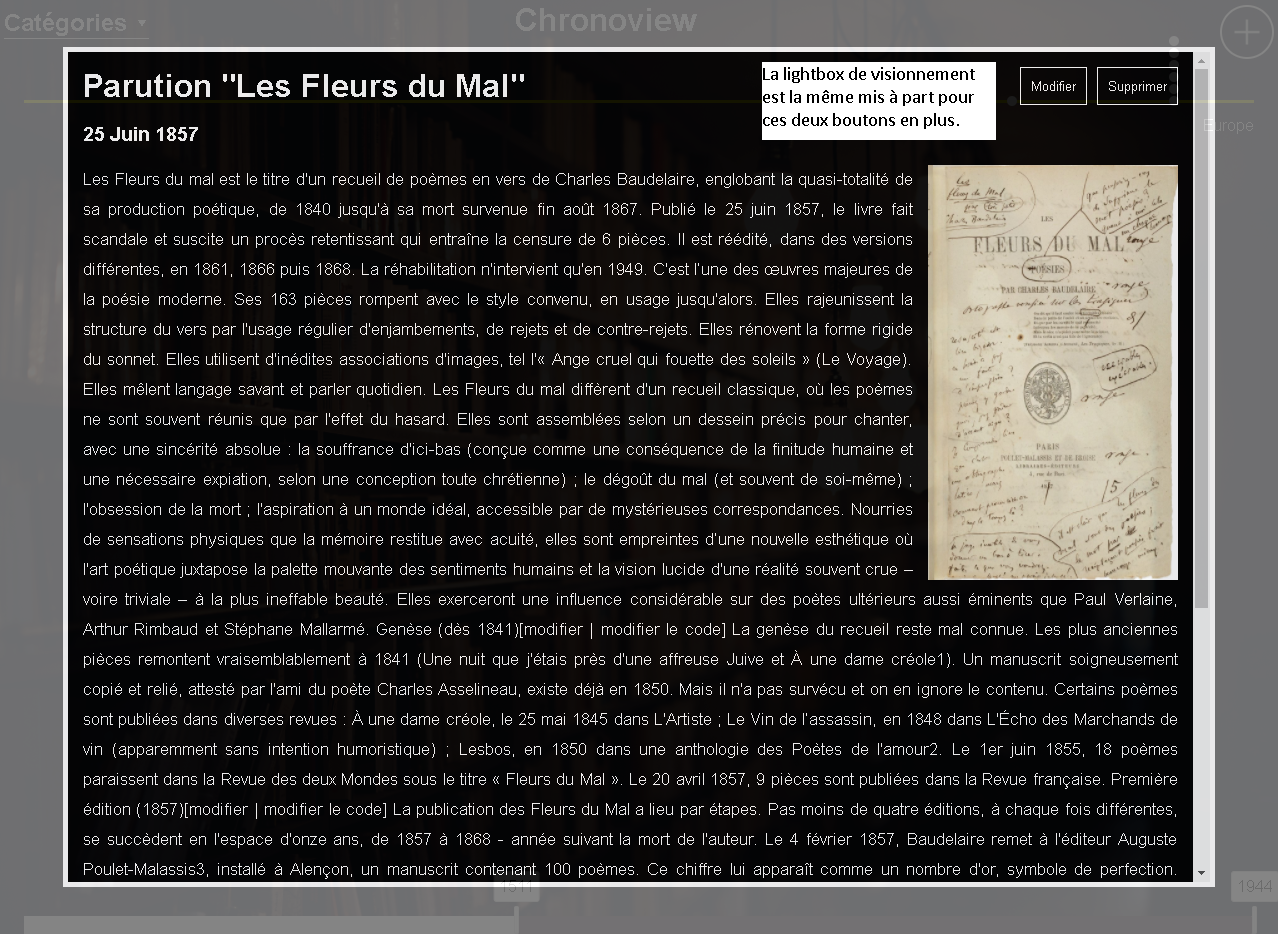 Catégories
Chronoview
Parution "Les Fleurs du Mal"
La lightbox de visionnement
est la même mis à part pour
ces deux boutons en plus.
Modifier
Supprimer
25 Juin 1857
Europe
Les Fleurs du mal est le titre d'un recueil de poèmes en vers de Charles Baudelaire, englobant la quasi-totalité de
sa production poétique, de 1840 jusqu'à sa mort survenue fin août 1867. Publié le 25 juin 1857, le livre fait
scandale et suscite un procès retentissant qui entraîne la censure de 6 pièces. Il est réédité, dans des versions
différentes, en 1861, 1866 puis 1868. La réhabilitation n'intervient qu'en 1949. C'est l'une des œuvres majeures de
la poésie moderne. Ses 163 pièces rompent avec le style convenu, en usage jusqu'alors. Elles rajeunissent la
structure du vers par l'usage régulier d'enjambements, de rejets et de contre-rejets. Elles rénovent la forme rigide
du sonnet. Elles utilisent d'inédites associations d'images, tel l'« Ange cruel qui fouette des soleils » (Le Voyage).
Elles mêlent langage savant et parler quotidien. Les Fleurs du mal diffèrent d'un recueil classique, où les poèmes
ne sont souvent réunis que par l'effet du hasard. Elles sont assemblées selon un dessein précis pour chanter,
avec une sincérité absolue : la souffrance d'ici-bas (conçue comme une conséquence de la finitude humaine et
une nécessaire expiation, selon une conception toute chrétienne) ; le dégoût du mal (et souvent de soi-même) ;
l'obsession de la mort ; l'aspiration à un monde idéal, accessible par de mystérieuses correspondances. Nourries
de sensations physiques que la mémoire restitue avec acuité, elles sont empreintes d'une nouvelle esthétique où
l'art poétique juxtapose la palette mouvante des sentiments humains et la vision lucide d'une réalité souvent crue –
voire triviale – à la plus ineffable beauté. Elles exerceront une influence considérable sur des poètes ultérieurs aussi éminents que Paul Verlaine,
Arthur Rimbaud et Stéphane Mallarmé. Genèse (dès 1841)[modifier | modifier le code] La genèse du recueil reste mal connue. Les plus anciennes
pièces remontent vraisemblablement à 1841 (Une nuit que j'étais près d'une affreuse Juive et À une dame créole1). Un manuscrit soigneusement
copié et relié, attesté par l'ami du poète Charles Asselineau, existe déjà en 1850. Mais il n'a pas survécu et on en ignore le contenu. Certains poèmes
sont publiées dans diverses revues : À une dame créole, le 25 mai 1845 dans L'Artiste ; Le Vin de l'assassin, en 1848 dans L'Écho des Marchands de
vin (apparemment sans intention humoristique) ; Lesbos, en 1850 dans une anthologie des Poètes de l'amour2. Le 1er juin 1855, 18 poèmes
paraissent dans la Revue des deux Mondes sous le titre « Fleurs du Mal ». Le 20 avril 1857, 9 pièces sont publiées dans la Revue française. Première
édition (1857)[modifier | modifier le code] La publication des Fleurs du Mal a lieu par étapes. Pas moins de quatre éditions, à chaque fois différentes,
se succèdent en l'espace d'onze ans, de 1857 à 1868 - année suivant la mort de l'auteur. Le 4 février 1857, Baudelaire remet à l'éditeur Auguste
Poulet-Malassis3, installé à Alençon, un manuscrit contenant 100 poèmes. Ce chiffre lui apparaît comme un nombre d'or, symbole de perfection.
LES
FLEURS DU MAL
POÉSIES
PAR CHARLES BAUDELAIRE
PARIS
POULET-MALASSIS ET DE BROISE
LIBRAIRES-ÉDITEURS
1511
1944